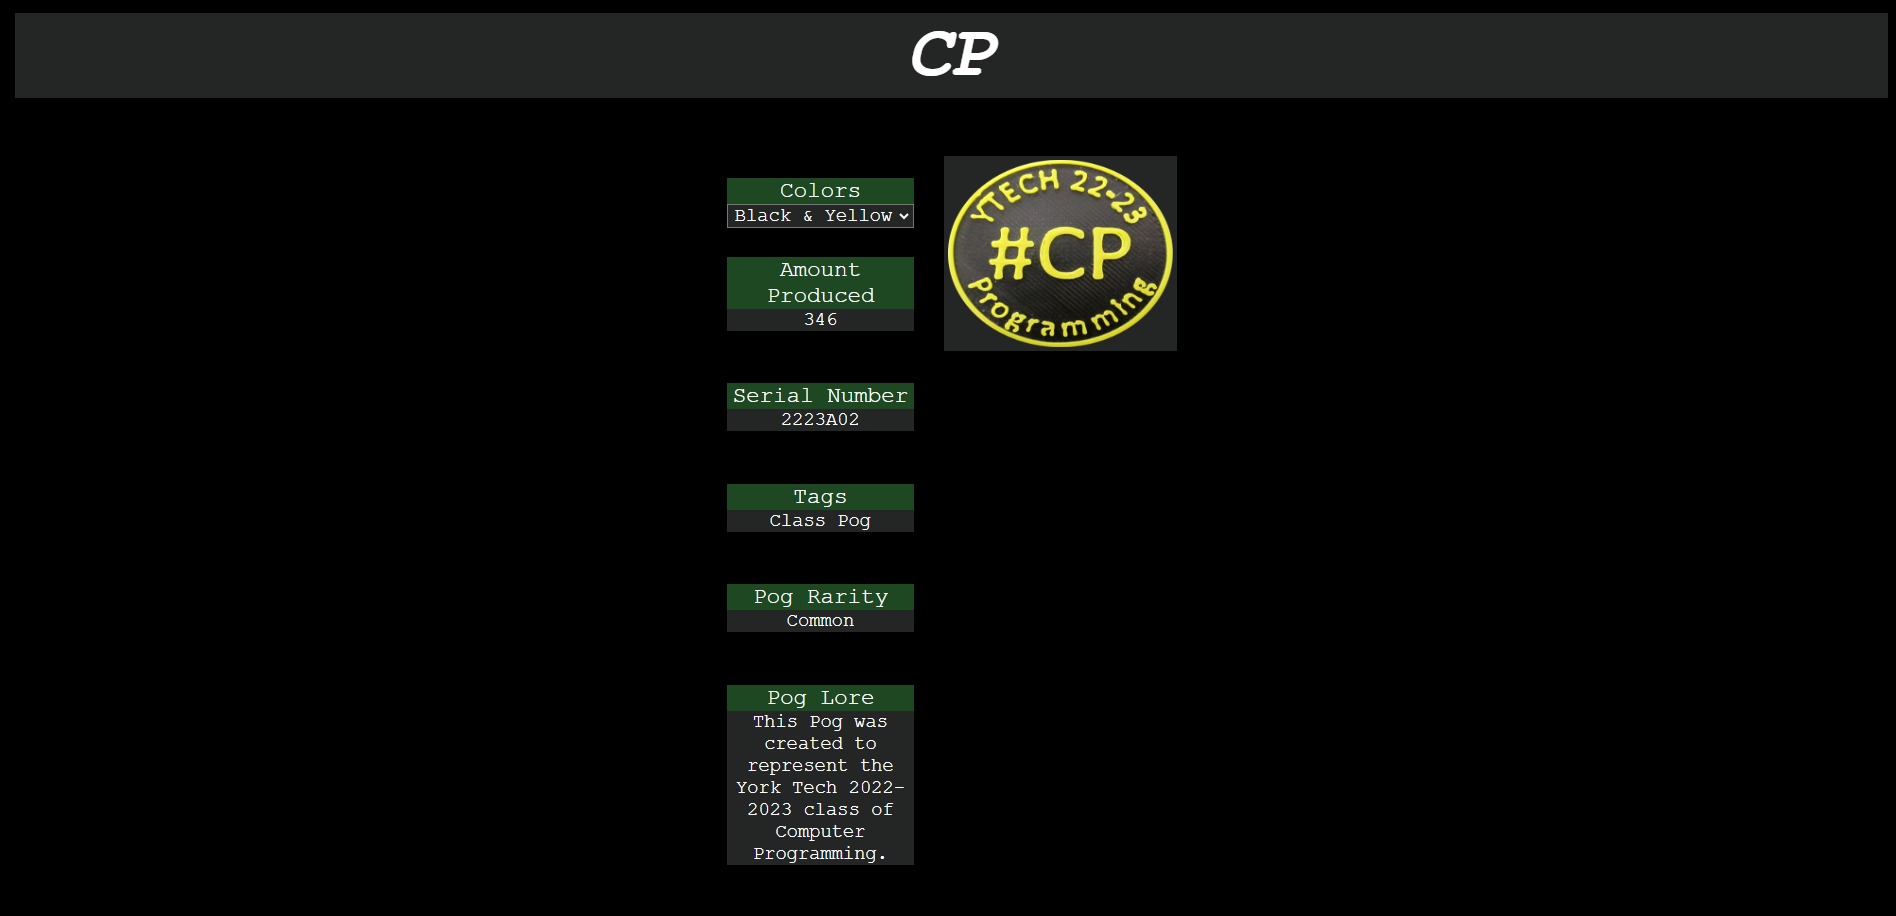 CP
Colors
Black & Yellow
Amount
Produced
346
Serial Number
2223A02
Tags
Class Pog
Pog Rarity
Common
Pog Lore
This Pog was
created to
represent the
York Tech 2022-
2023 class of
Computer
Programming.
YTECH 22-23
#CP
Programming